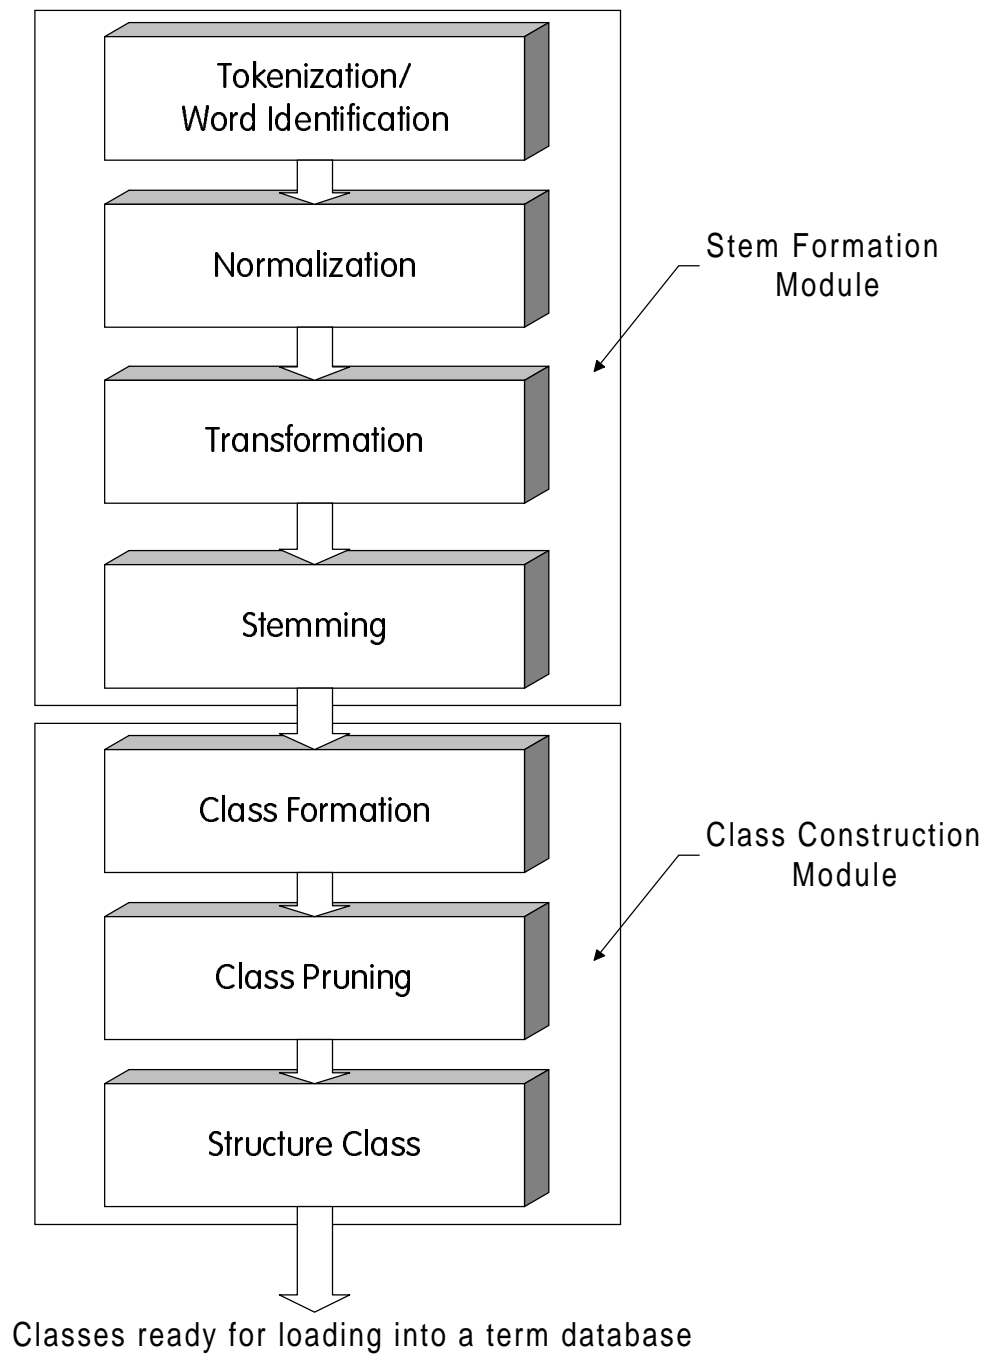 Tokenization/
Word Identification
Normalization
Stem Formation
Module
Transformation
Stemming
Class Formation
Class Construction
Module
Class Pruning
Structure Class
Classes ready for loading into a term database